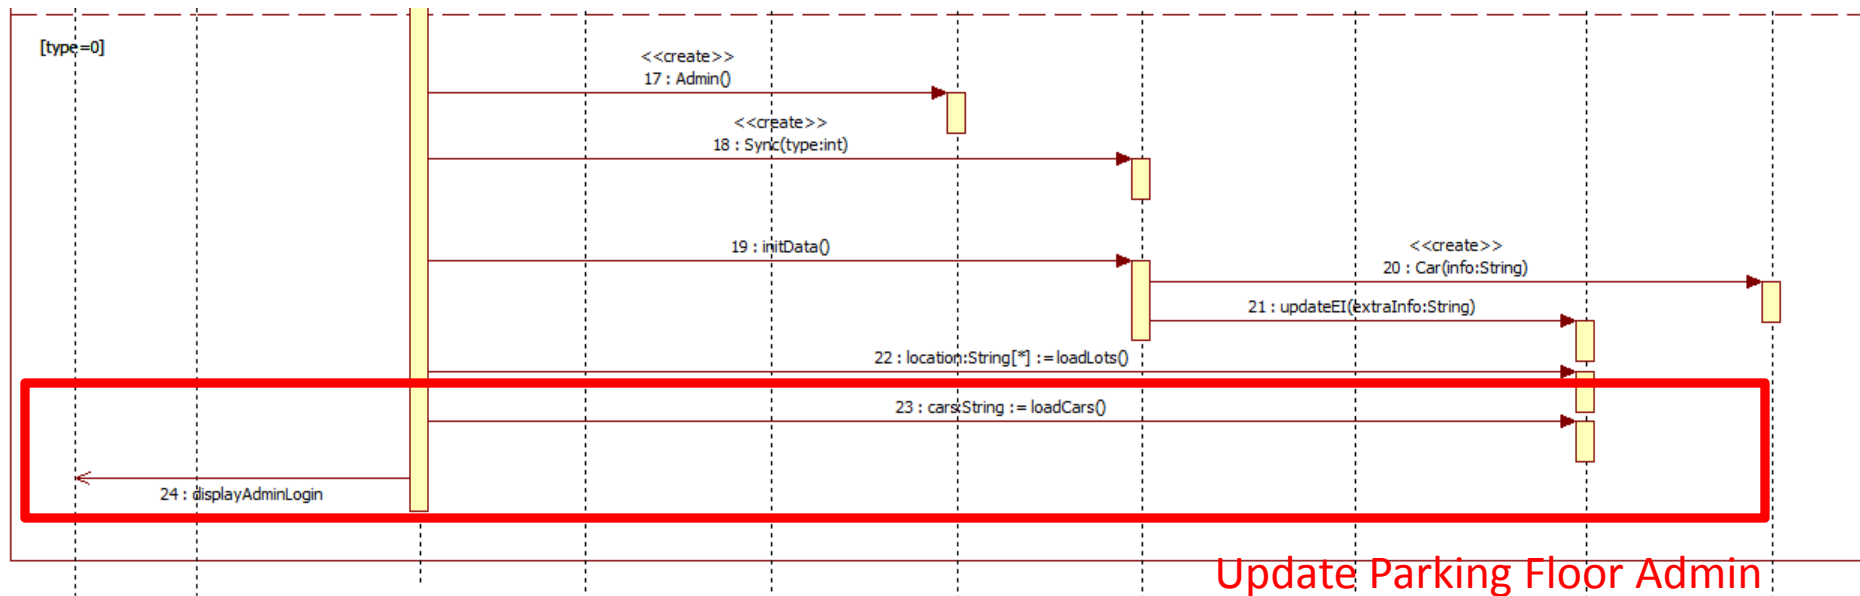 [type=0]
<<create>>
17 : Admin()
<<create>>
18 : Sync(type:int)
19 : initData()
<<create>>
20 : Car(info:String)
21 : updateEI(extraInfo:String)
22 : location:String[*] :=loadLots()
23 : cars:String := loadCars()
24 : displayAdminLogin
Update Parking Floor Admin